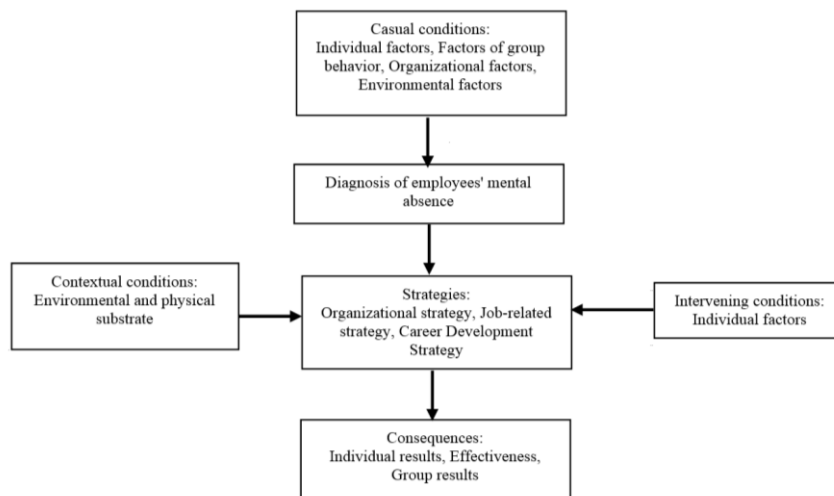 Casual conditions:
Individual factors, Factors of group
behavior, Organizational factors,
Environmental factors
Diagnosis of employees' mental
absence
Contextual conditions:
Environmental and physical
substrate
Strategies:
Organizational strategy, Job-related
strategy, Career Development
Strategy
Intervening conditions:
Individual factors
Consequences:
Individual results, Effectiveness,
Group results